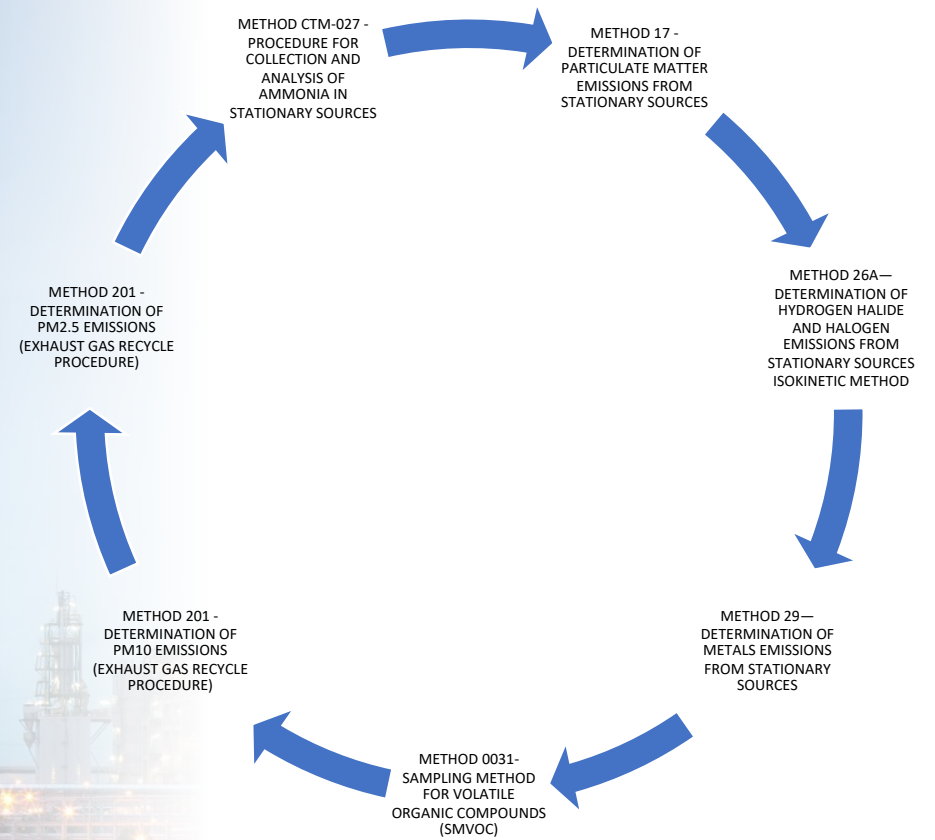 METHOD CTM-027 -
PROCEDURE FOR
COLLECTION AND
ANALYSIS OF
AMMONIA IN
STATIONARY SOURCES
METHOD 17 -
DETERMINATION OF
PARTICULATE MATTER
EMISSIONS FROM
STATIONARY SOURCES
METHOD 26A—
DETERMINATION OF
HYDROGEN HALIDE
AND HALOGEN
EMISSIONS FROM
STATIONARY SOURCES
ISOKINETIC METHOD
METHOD 29—
DETERMINATION OF
METALS EMISSIONS
FROM STATIONARY
SOURCES
METHOD 0031-
SAMPLING METHOD
FOR VOLATILE
ORGANIC COMPOUNDS
(SMVOC)
METHOD 201 -
DETERMINATION OF
PM10 EMISSIONS
(EXHAUST GAS RECYCLE
PROCEDURE)
METHOD 201 -
DETERMINATION OF
PM2.5 EMISSIONS
(EXHAUST GAS RECYCLE
PROCEDURE)